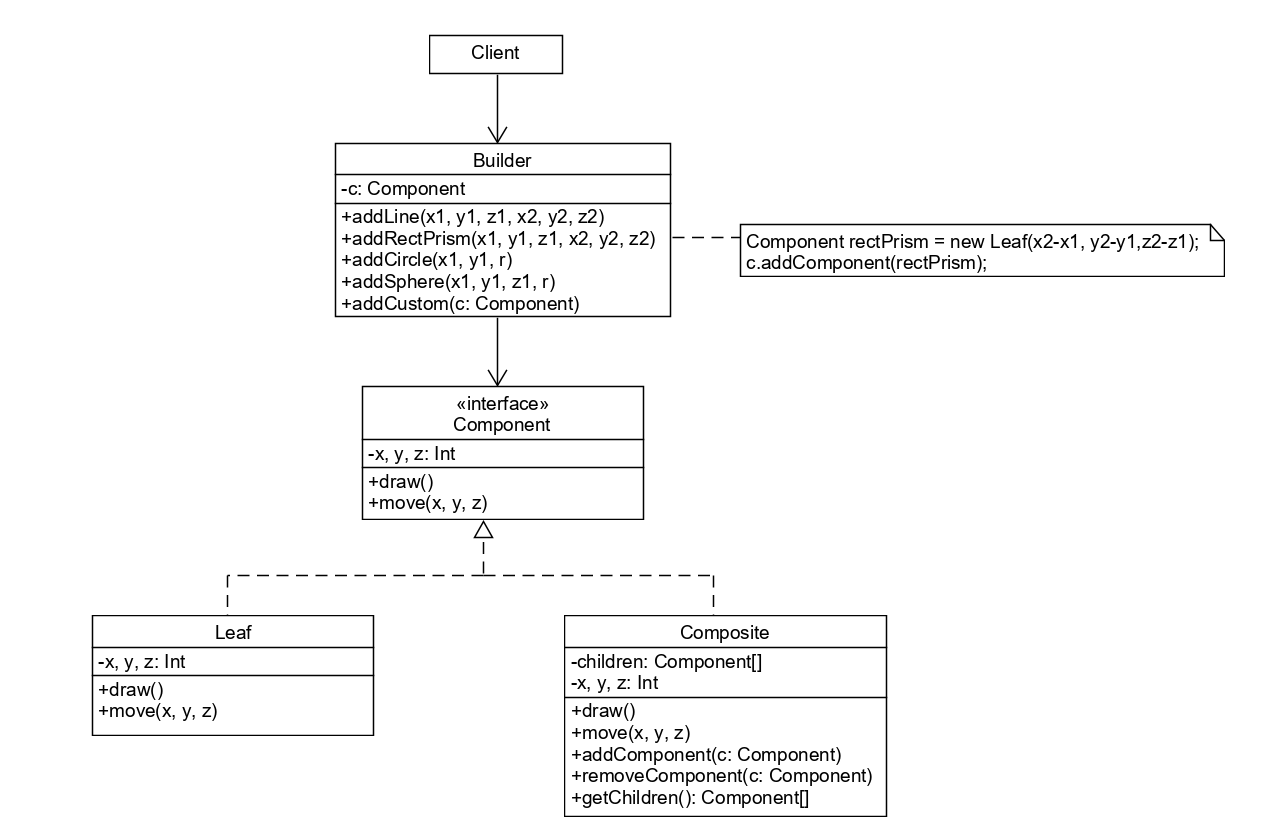 Client
Builder
-c: Component
+addLine(x1, y1, z1, x2, y2, z2)
+addRectPrism(x1, y1, z1, x2, y2, z2)
+addCircle(x1, y1, r)
+addSphere(x1, y1, z1, r)
+addCustom(c: Component)
Component rectPrism = new Leaf(x2-x1, y2-y1,z2-z1);
c.addComponent(rectPrism);
«interface»
Component
-x, y, z: Int
+draw()
+move(x, y, z)
Leaf
-x, y, z: Int
+draw()
+move(x, y, z)
Composite
-children: Component[]
-x, y, z: Int
+draw()
+move(x, y, z)
+addComponent(c: Component)
+removeComponent(c: Component)
+getChildren(): Component[]